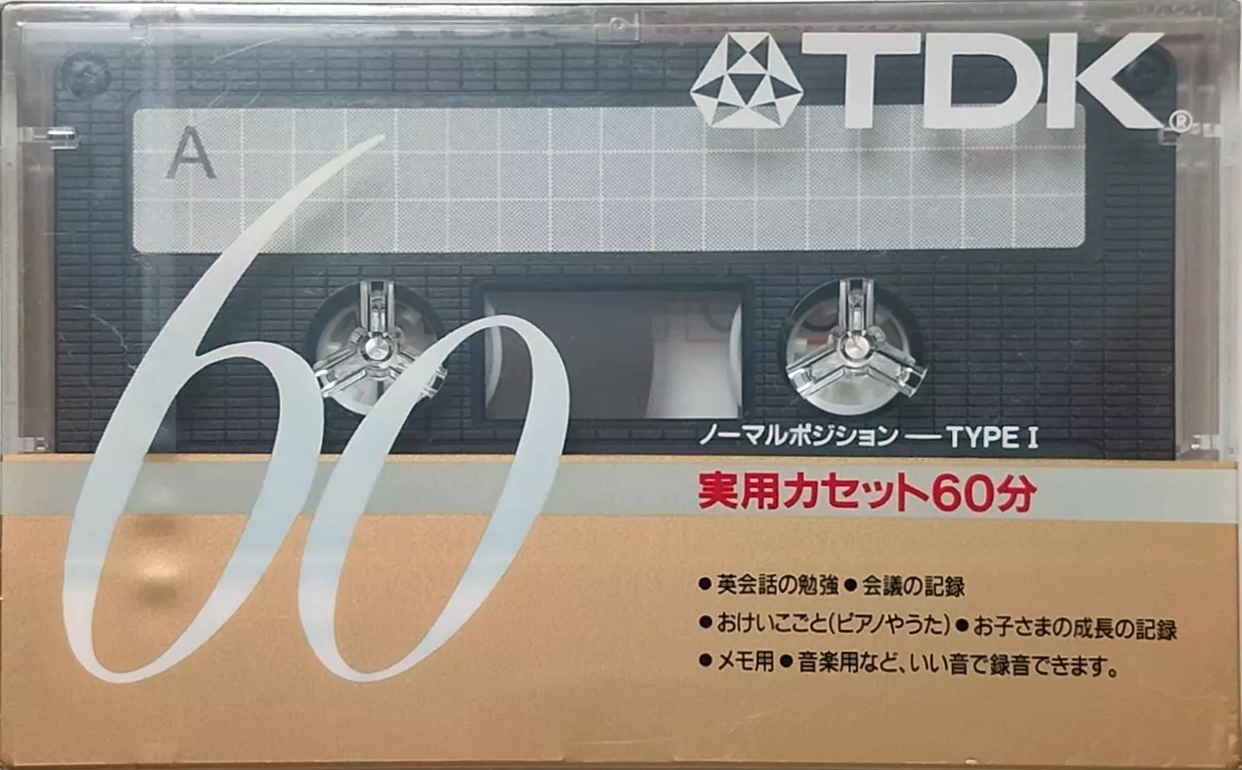 TDK®
A
60
ノーマルポジション — TYPE I
実用カセット60分
●英会話の勉強●会議の記録
●おけいこごと(ピアノやうた)●お子さまの成長の記録
●メモ用●音楽用など、いい音で録音できます。